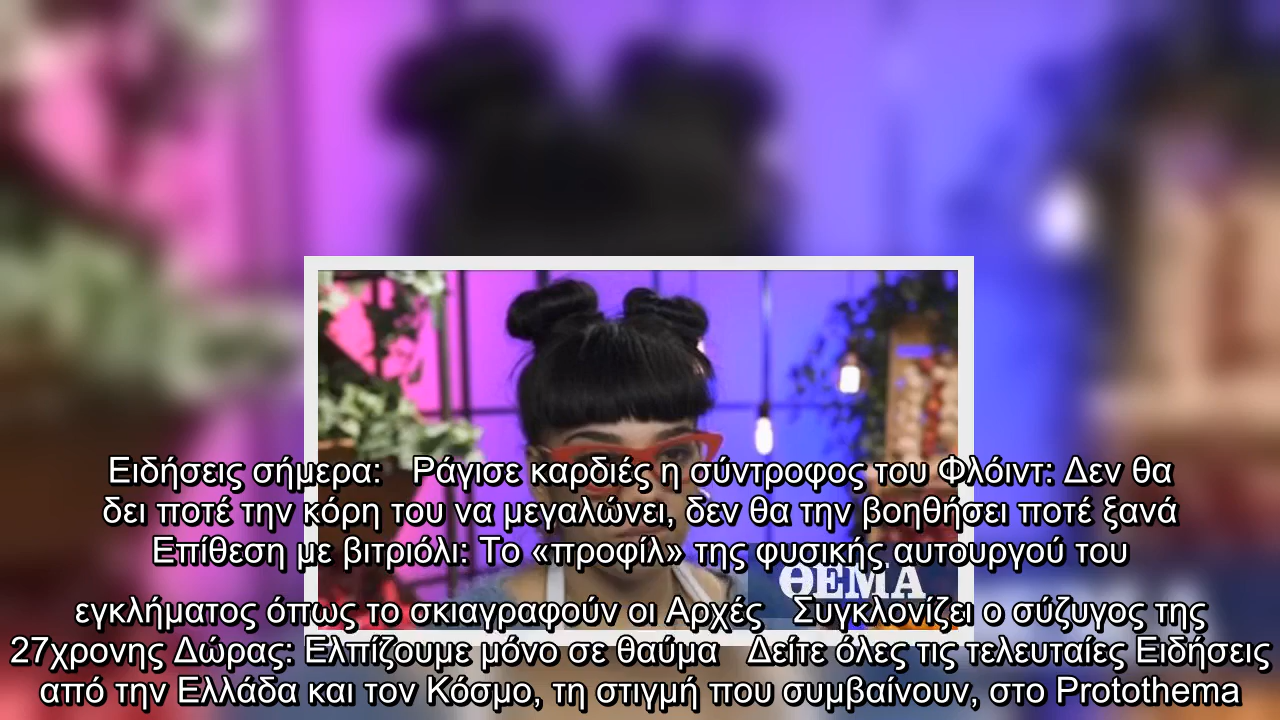 Ειδήσεις σήμερα: Ράγισε καρδιές η σύντροφος του Φλόιντ: Δεν θα
δει ποτέ την κόρη του να μεγαλώνει, δεν θα την βοηθήσει ποτέ ξανά
Επίθεση με βιτριόλι: Το «προφίλ» της φυσικής αυτουργού του
ΘΕΜΑ
εγκλήματος όπως το σκιαγραφούν οι Αρχές Συγκλονίζει ο σύζυγος της
27χρονης Δώρας: Ελπίζουμε μόνο σε θαύμα Δείτε όλες τις τελευταίες Ειδήσεις
από την Ελλάδα και τον Κόσμο, τη στιγμή που συμβαίνουν, στο Protothema